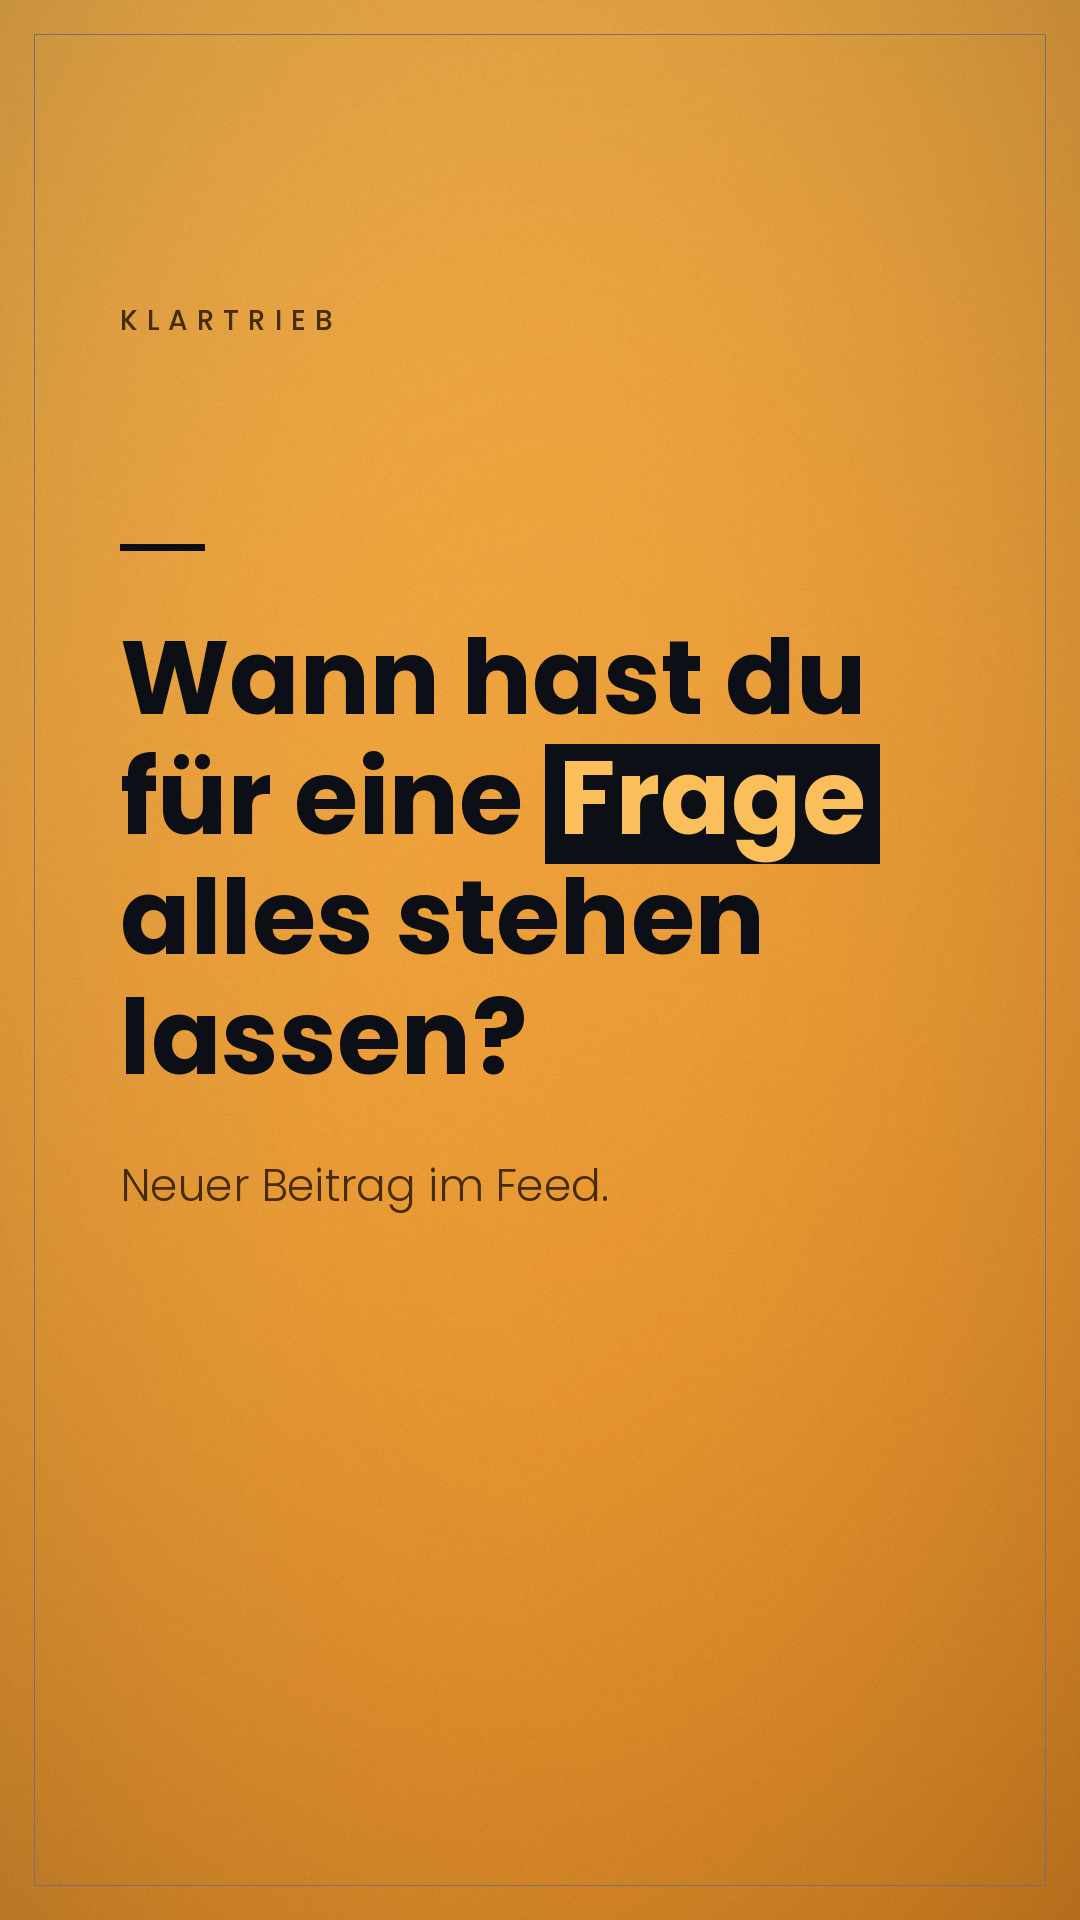 KLARTRIEB
Wann hast du
für eine Frage
alles stehen
lassen?
Neuer Beitrag im Feed.